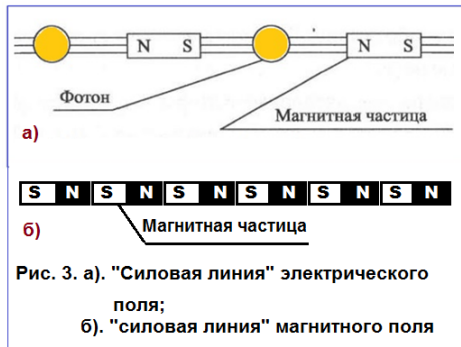 N S N S
Фотон
Магнитная частица
а)
S N S N S N S N S N S N
б)
Магнитная частица
Рис. 3. а). "Силовая линия" электрического
поля;
б). "силовая линия" магнитного поля